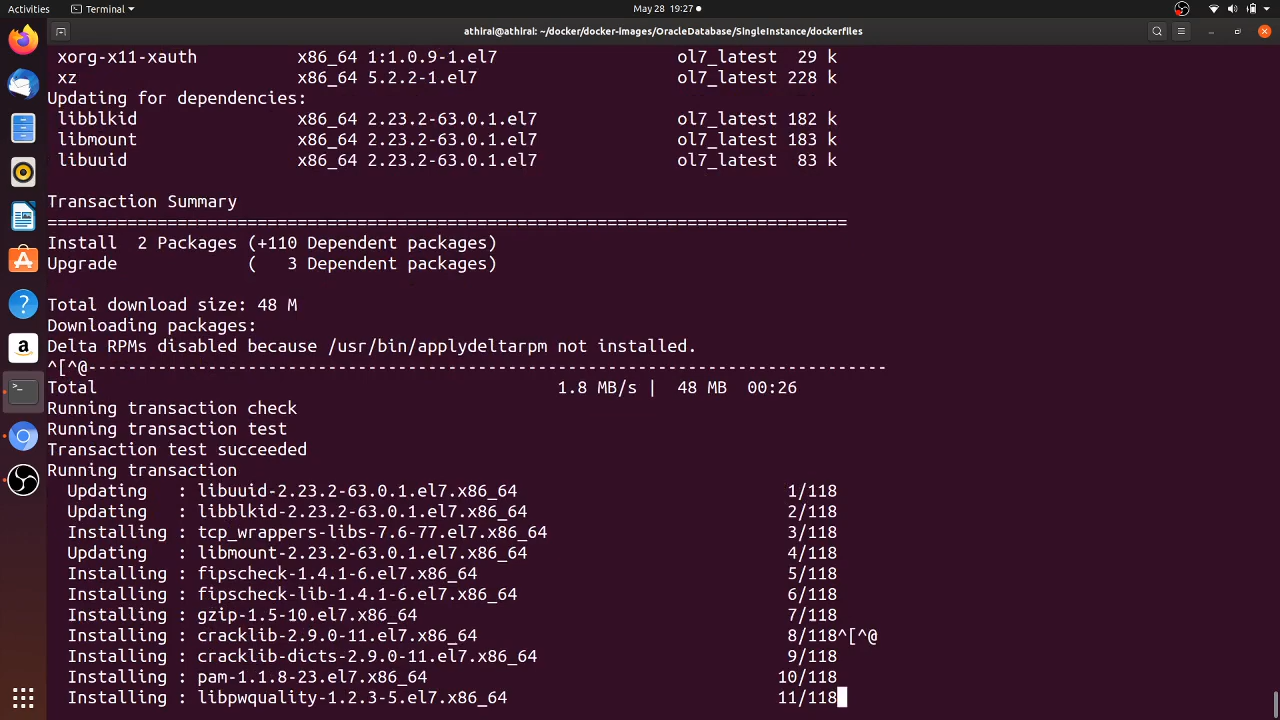 Activities Terminal May 28 19:27
athirai@athirai: ~/docker/docker-images/OracleDatabase/SingleInstance/dockerfiles
xorg-x11-xauth x86_64 1:1.0.9-1.el7 ol7_latest 29 k
xz x86_64 5.2.2-1.el7 ol7_latest 228 k
Updating for dependencies:
libblkid x86_64 2.23.2-63.0.1.el7 ol7_latest 182 k
libmount x86_64 2.23.2-63.0.1.el7 ol7_latest 183 k
libuuid x86_64 2.23.2-63.0.1.el7 ol7_latest 83 k
Transaction Summary
================================================================================
Install 2 Packages (+110 Dependent packages)
Upgrade ( 3 Dependent packages)
Total download size: 48 M
Downloading packages:
Delta RPMs disabled because /usr/bin/applydeltarpm not installed.
^[^@--------------------------------------------------------------------------------
Total 1.8 MB/s | 48 MB 00:26
Running transaction check
Running transaction test
Transaction test succeeded
Running transaction
Updating : libuuid-2.23.2-63.0.1.el7.x86_64 1/118
Updating : libblkid-2.23.2-63.0.1.el7.x86_64 2/118
Installing : tcp_wrappers-libs-7.6-77.el7.x86_64 3/118
Updating : libmount-2.23.2-63.0.1.el7.x86_64 4/118
Installing : fipscheck-1.4.1-6.el7.x86_64 5/118
Installing : fipscheck-lib-1.4.1-6.el7.x86_64 6/118
Installing : gzip-1.5-10.el7.x86_64 7/118
Installing : cracklib-2.9.0-11.el7.x86_64 8/118^[^@
Installing : cracklib-dicts-2.9.0-11.el7.x86_64 9/118
Installing : pam-1.1.8-23.el7.x86_64 10/118
Installing : libpwquality-1.2.3-5.el7.x86_64 11/118